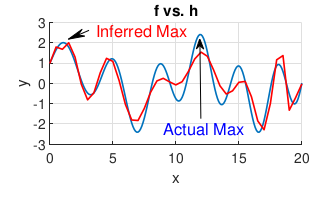 f vs. h
3
Inferred Max
2
1
0
-1
-2
Actual Max
-3
0
5
10
15
20
x
y